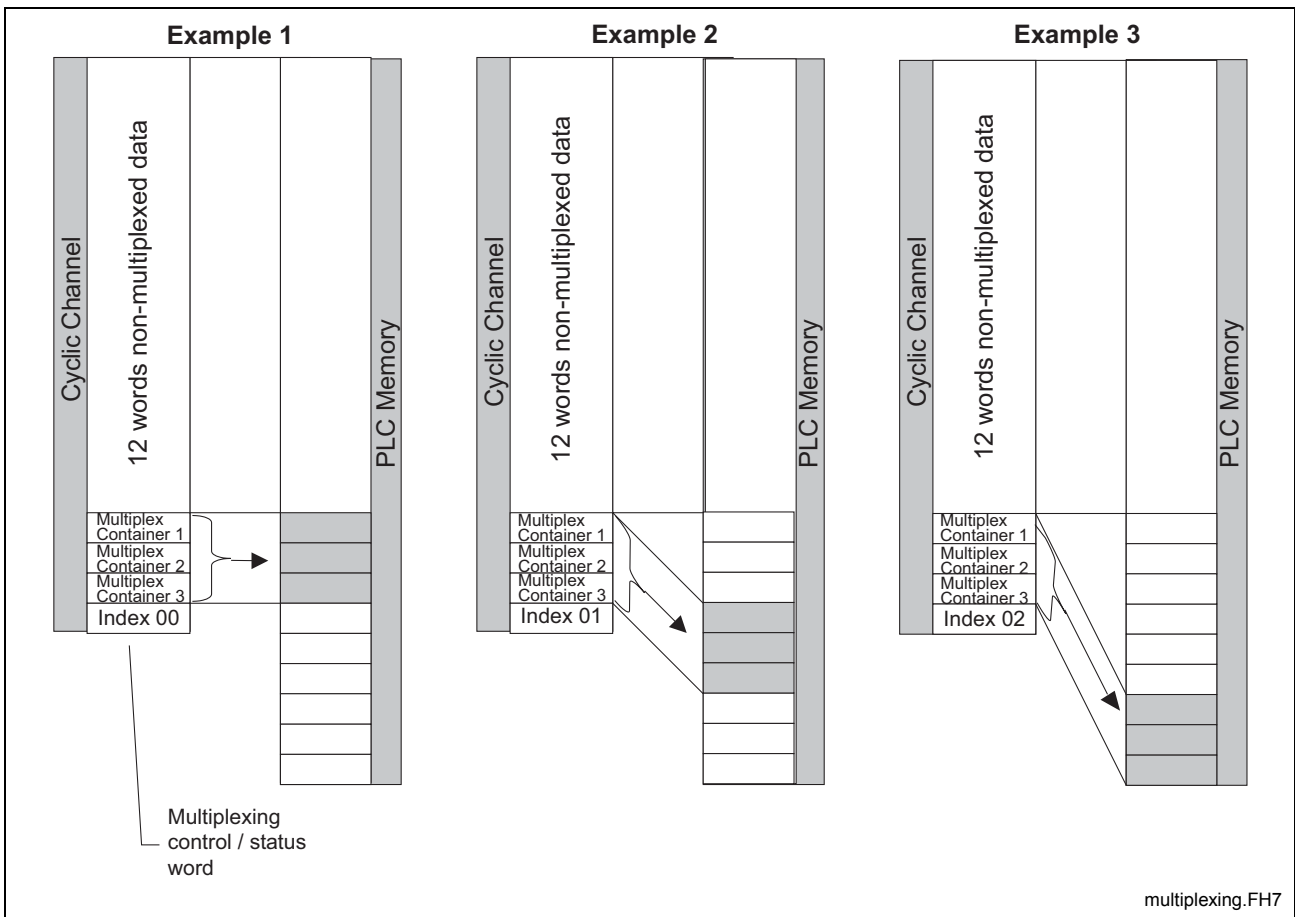 Example 1
Cyclic Channel
12 words non-multiplexed data
PLC Memory
Multiplex
Container 1
Multiplex
Container 2
Multiplex
Container 3
Index 00
Multiplexing
control / status
word
Example 2
Cyclic Channel
12 words non-multiplexed data
PLC Memory
Multiplex
Container 1
Multiplex
Container 2
Multiplex
Container 3
Index 01
Example 3
Cyclic Channel
12 words non-multiplexed data
PLC Memory
Multiplex
Container 1
Multiplex
Container 2
Multiplex
Container 3
Index 02
multiplexing.FH7